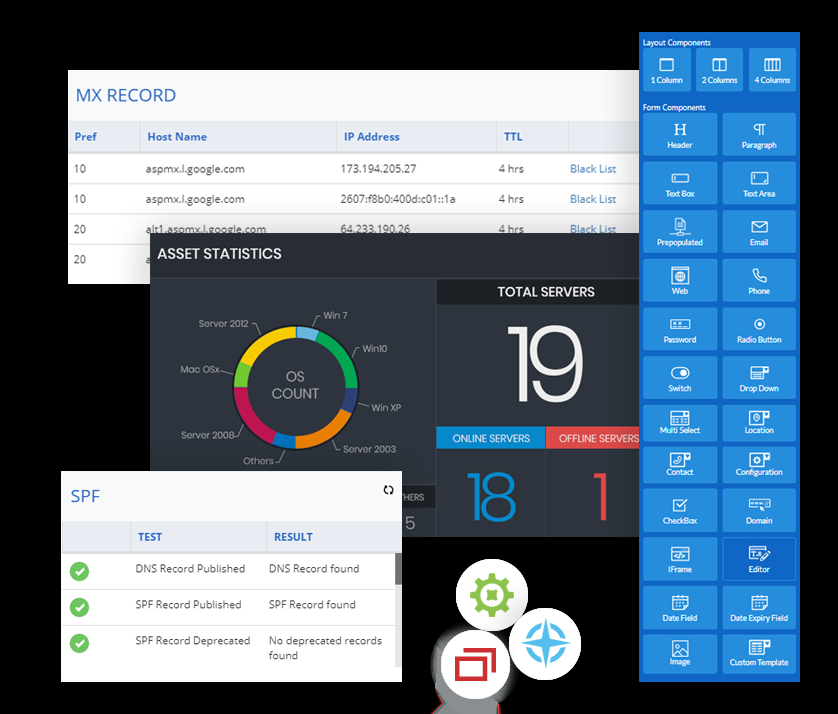 MX RECORD
Pref Host Name IP Address TTL
10 aspmx.l.google.com 173.194.205.27 4 hrs Black List
10 aspmx.l.google.com 2607:f8b0:400d:c01::1a 4 hrs Black List
20 alt1.aspmx.l.google.com 64.233.190.26 4 hrs Black List
20
ASSET STATISTICS
Server 2012
Win 7
Win10
Mac OSx
OS
COUNT
Win XP
Server 2008
Server 2003
Others
TOTAL SERVERS
19
ONLINE SERVERS OFFLINE SERVERS
18 1
5
SPF
TEST RESULT
DNS Record Published DNS Record found
SPF Record Published SPF Record found
SPF Record Deprecated No deprecated records
found
Layout Components
1 Column 2 Columns 4 Columns
Form Components
H
Header Paragraph
Text Box Text Area
Prepopulated Email
Web Phone
Password Radio Button
Switch Drop Down
Multi Select Location
Contact Configuration
CheckBox Domain
IFrame Editor
Date Field Date Expiry Field
Image Custom Template